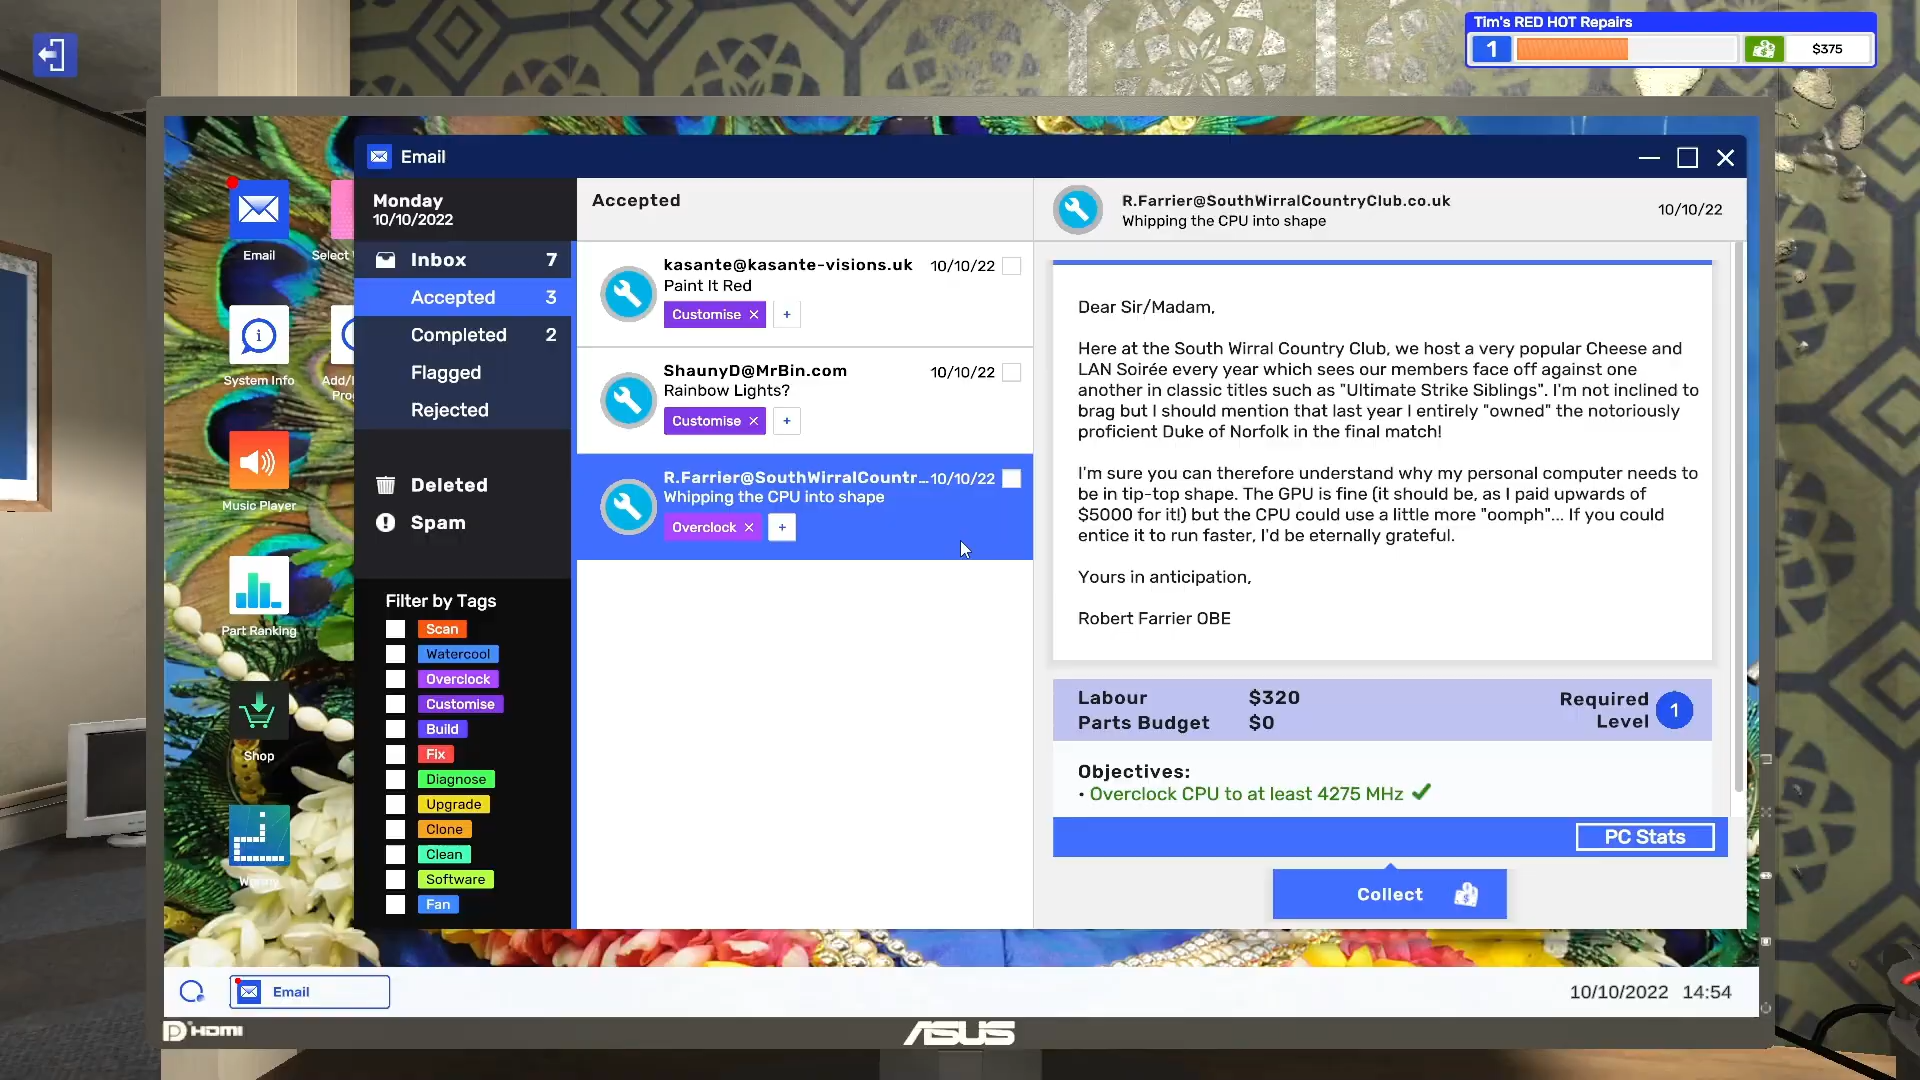 Tim's RED HOT Repairs
1
$375
Email
Monday
10/10/2022
Inbox 7
Accepted 3
Completed 2
Flagged
Rejected
Deleted
Spam
Filter by Tags
Scan
Watercool
Overclock
Customise
Build
Fix
Diagnose
Upgrade
Clone
Clean
Software
Fan
Email
Select
System Info
Add/
Pro
Music Player
Part Ranking
Shop
Accepted
kasante@kasante-visions.uk 10/10/22
Paint It Red
Customise × +
ShaunyD@MrBin.com 10/10/22
Rainbow Lights?
Customise × +
R.Farrier@SouthWirralCountr... 10/10/22
Whipping the CPU into shape
Overclock × +
R.Farrier@SouthWirralCountryClub.co.uk
Whipping the CPU into shape
10/10/22
Dear Sir/Madam,
Here at the South Wirral Country Club, we host a very popular Cheese and
LAN Soirée every year which sees our members face off against one
another in classic titles such as "Ultimate Strike Siblings". I'm not inclined to
brag but I should mention that last year I entirely "owned" the notoriously
proficient Duke of Norfolk in the final match!
I'm sure you can therefore understand why my personal computer needs to
be in tip-top shape. The GPU is fine (it should be, as I paid upwards of
$5000 for it!) but the CPU could use a little more "oomph"... If you could
entice it to run faster, I'd be eternally grateful.
Yours in anticipation,
Robert Farrier OBE
Labour $320
Parts Budget $0
Required
Level 1
Objectives:
• Overclock CPU to at least 4275 MHz ✓
PC Stats
Collect
Email
10/10/2022 14:54
HDMI
ASUS